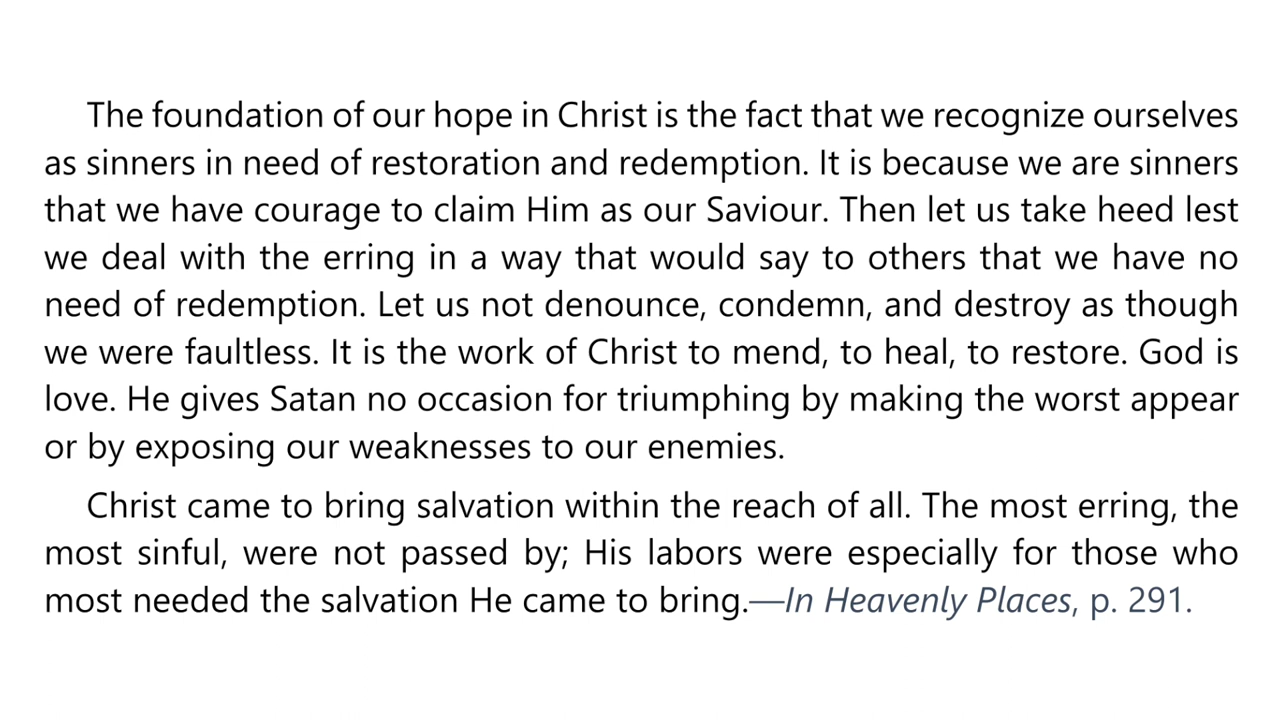 The foundation of our hope in Christ is the fact that we recognize ourselves
as sinners in need of restoration and redemption. It is because we are sinners
that we have courage to claim Him as our Saviour. Then let us take heed lest
we deal with the erring in a way that would say to others that we have no
need of redemption. Let us not denounce, condemn, and destroy as though
we were faultless. It is the work of Christ to mend, to heal, to restore. God is
love. He gives Satan no occasion for triumphing by making the worst appear
or by exposing our weaknesses to our enemies.
Christ came to bring salvation within the reach of all. The most erring, the
most sinful, were not passed by; His labors were especially for those who
most needed the salvation He came to bring.—In Heavenly Places, p. 291.